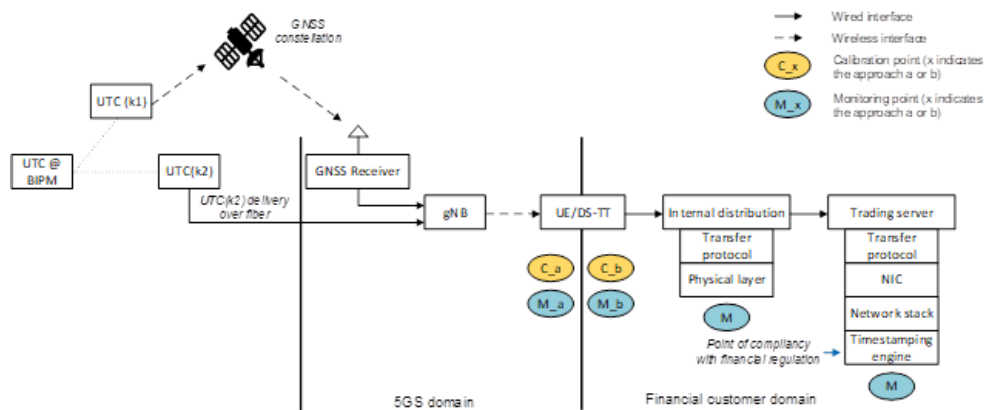 GNSS
constellation
Wired interface
Wireless interface
C_x
Calibration point (x indicates
the approach a or b)
M_x
Monitoring point (x indicates
the approach a or b)
UTC (k1)
UTC @
BIPM
UTC(k2)
GNSS Receiver
UTC(k2) delivery
over fiber
gNB
UE/DS-TT
Internal distribution
Trading server
Transfer
protocol
Physical layer
Transfer
protocol
NIC
Network stack
Timestamping
engine
C_a
C_b
M_a
M_b
M
Point of compliancy
with financial regulation
M
5GS domain
Financial customer domain